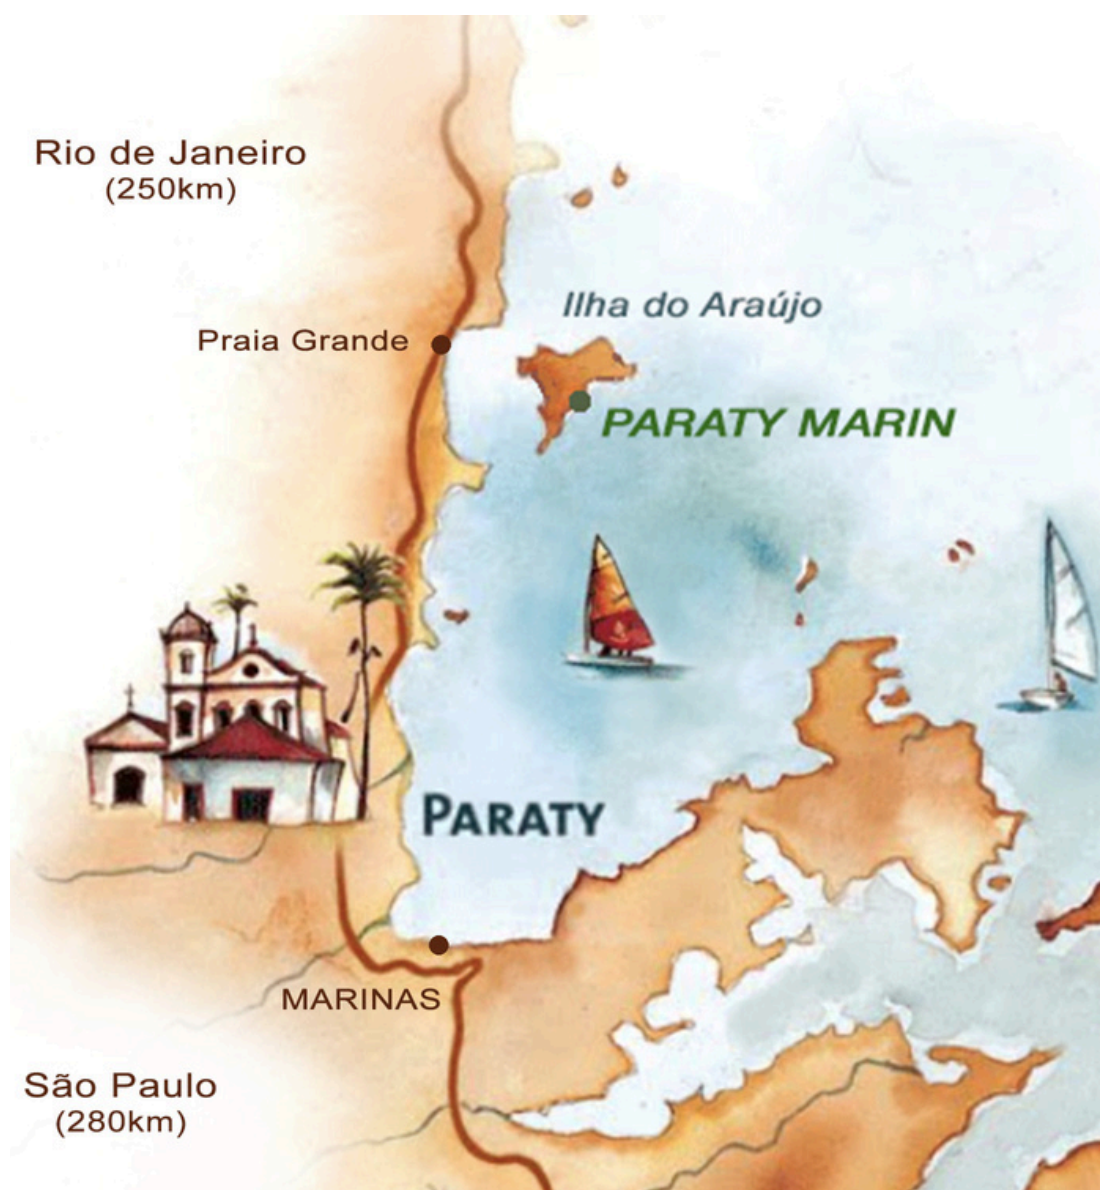 Rio de Janeiro
(250km)
Ilha do Araújo
Praia Grande
PARATY MARIN
PARATY
MARINAS
São Paulo
(280km)